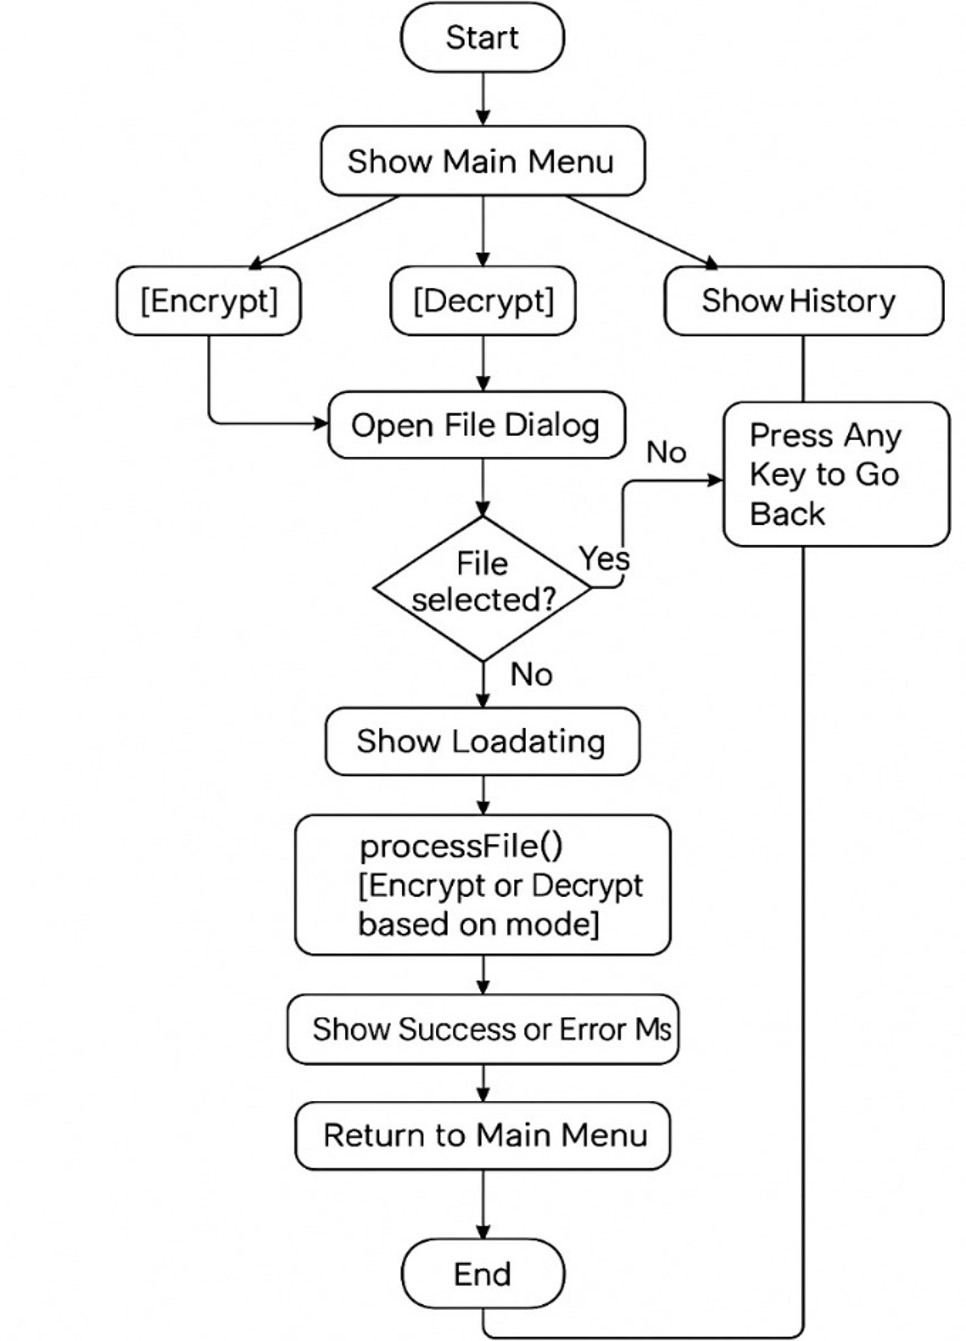 Start
Show Main Menu
[Encrypt]
[Decrypt]
Show History
Open File Dialog
No
Press Any
Key to Go
Back
Yes
File
selected?
No
Show Loadating
processFile()
[Encrypt or Decrypt
based on mode]
Show Success or Error Ms
Return to Main Menu
End